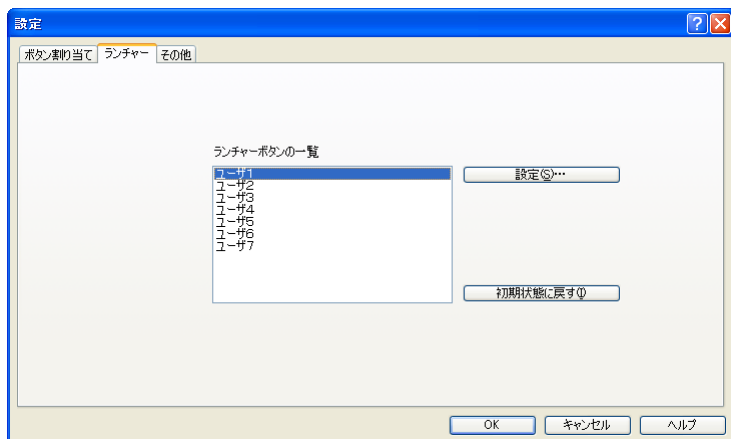 設定
ボタン割り当て ランチャー その他
ランチャーボタンの一覧
ユーザ1
ユーザ2
ユーザ3
ユーザ4
ユーザ5
ユーザ6
ユーザ7
設定(S)…
初期状態に戻す(I)
OK キャンセル ヘルプ